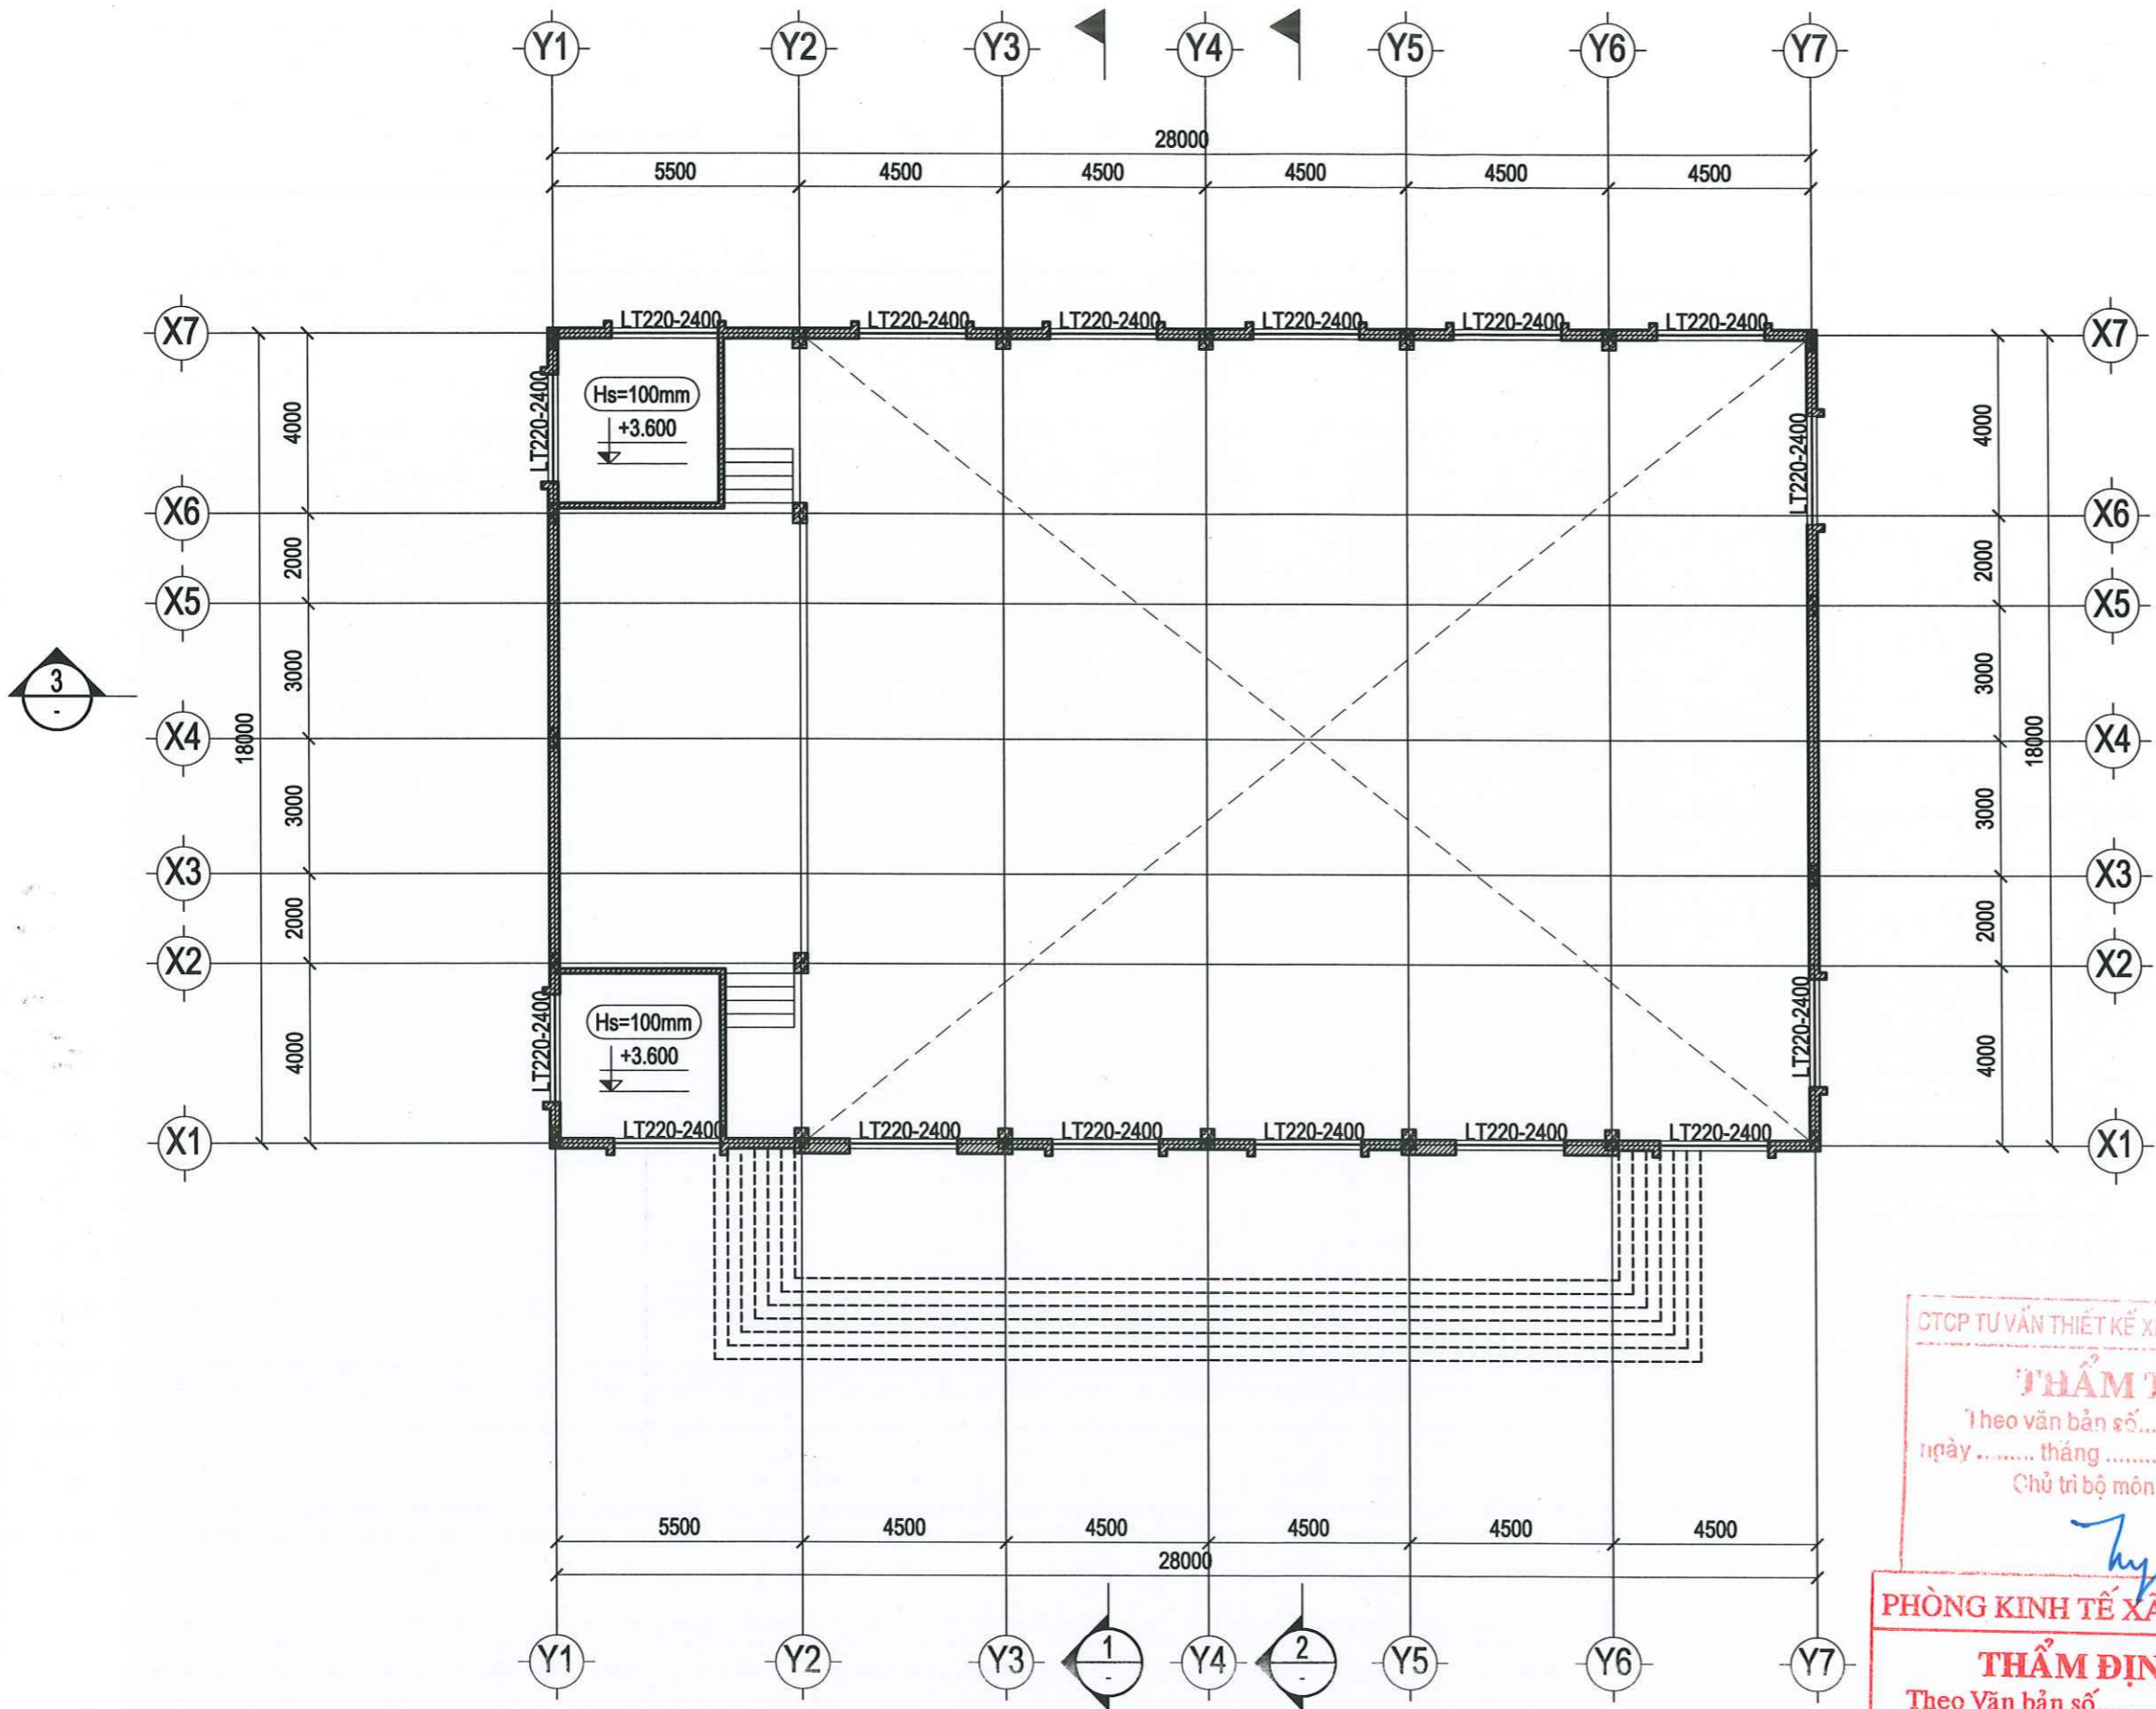 Y1 Y2 Y3 Y4 Y5 Y6 Y7
28000
5500 4500 4500 4500 4500 4500
X7 LT220-2400 LT220-2400 LT220-2400 LT220-2400 LT220-2400 LT220-2400 X7
LT220-2400
Hs=100mm
+3.600
4000
4000
LT220-2400
X6 X6
2000 2000
X5 X5
3000 3000
3
-
X4 X4
18000 18000
3000 3000
X3 X3
2000 2000
X2 X2
LT220-2400
Hs=100mm
+3.600
4000
4000
LT220-2400
X1 LT220-2400 LT220-2400 LT220-2400 LT220-2400 LT220-2400 LT220-2400 X1
CTCP TƯ VẤN THIẾT KẾ
THẨM
Theo văn bản số...
ngày ........ tháng ........
Chủ trì bộ môn
5500 4500 4500 4500 4500 4500
28000
PHÒNG KINH TẾ XÃ
Y1 Y2 Y3 1 Y4 2 Y5 Y6 Y7
- -
THẨM ĐỊN
Theo Văn bản số